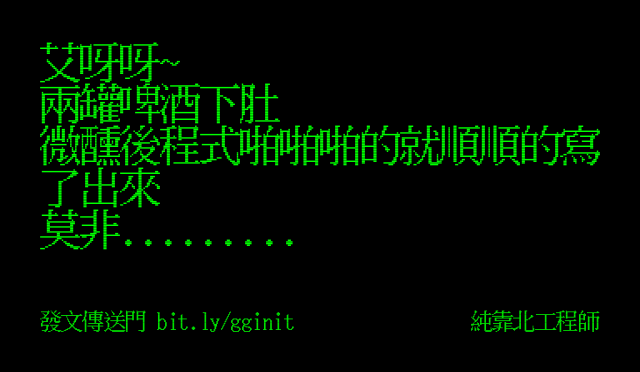 艾呀呀~
兩罐啤酒下肚
微醺後程式啪啪啪的就順順的寫
了出來
莫非.........
發文傳送門 bit.ly/gginit
純靠北工程師